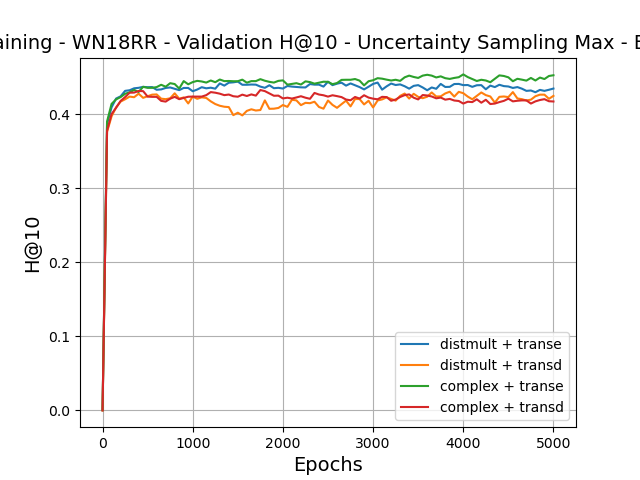 aining - WN18RR - Validation H@10 - Uncertainty Sampling Max - E
H@10
0.4
0.3
0.2
0.1
0.0
distmult + transe
distmult + transd
complex + transe
complex + transd
0 1000 2000 3000 4000 5000
Epochs